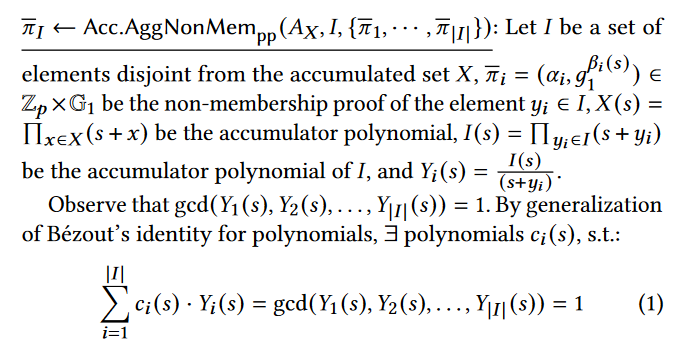 π̅_I ← Acc.AggNonMem_pp(A_X, I, {π̅_1, ⋯ , π̅_|I|}): Let I be a set of
elements disjoint from the accumulated set X, π̅_i = (α_i, g_1^{β_i(s)}) ∈
ℤ_p × 𝔾_1 be the non-membership proof of the element y_i ∈ I, X(s) =
∏_{x∈X}(s + x) be the accumulator polynomial, I(s) = ∏_{y_i∈I}(s + y_i)
be the accumulator polynomial of I, and Y_i(s) = I(s)/(s+y_i).
Observe that gcd(Y_1(s), Y_2(s), . . . , Y_|I|(s)) = 1. By generalization
of Bézout's identity for polynomials, ∃ polynomials c_i(s), s.t.:
∑_{i=1}^{|I|} c_i(s) · Y_i(s) = gcd(Y_1(s), Y_2(s), . . . , Y_|I|(s)) = 1 (1)